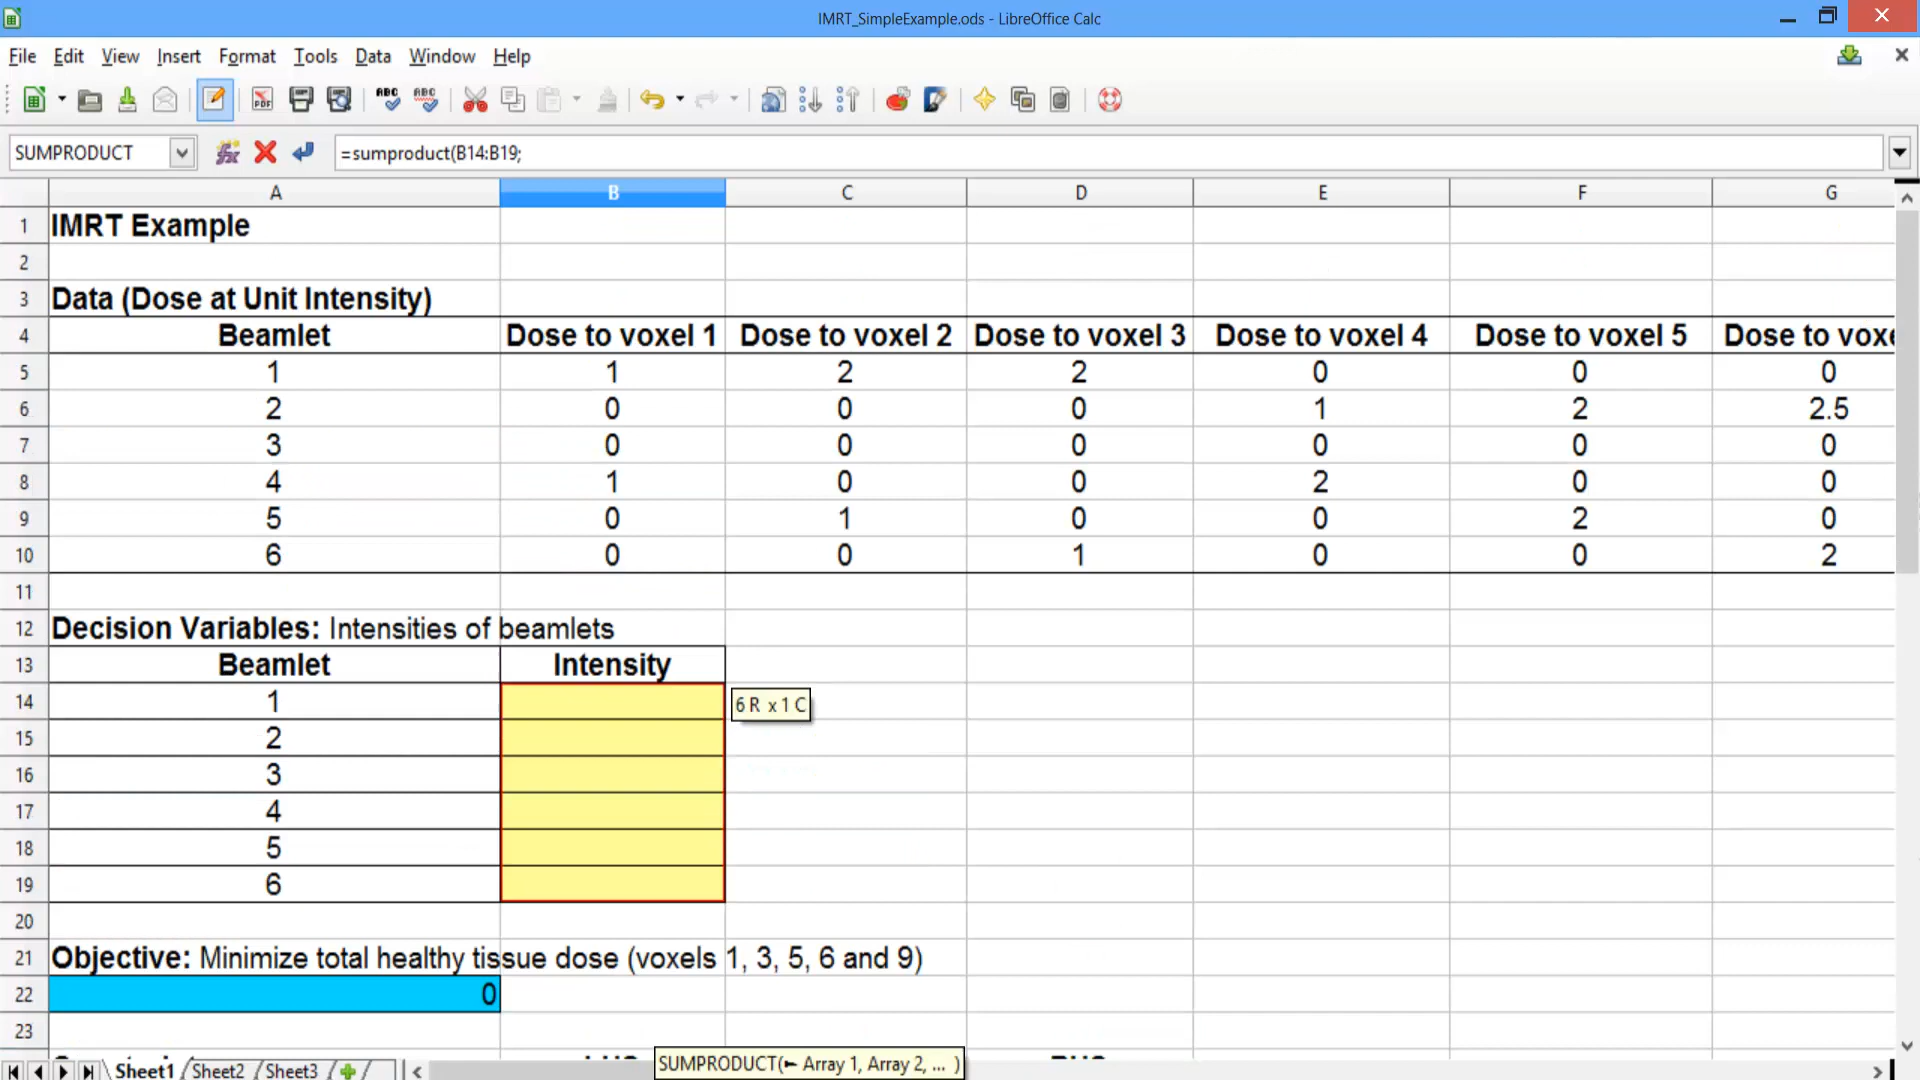 IMRT_SimpleExample.ods - LibreOffice Calc
File Edit View Insert Format Tools Data Window Help
SUMPRODUCT =sumproduct(B14:B19;
A B C D E F G
1 IMRT Example
2
3 Data (Dose at Unit Intensity)
4 Beamlet Dose to voxel 1 Dose to voxel 2 Dose to voxel 3 Dose to voxel 4 Dose to voxel 5 Dose to voxe
5 1 1 2 2 0 0 0
6 2 0 0 0 1 2 2.5
7 3 0 0 0 0 0 0
8 4 1 0 0 2 0 0
9 5 0 1 0 0 2 0
10 6 0 0 1 0 0 2
11
12 Decision Variables: Intensities of beamlets
13 Beamlet Intensity
14 1 6 R x 1 C
15 2
16 3
17 4
18 5
19 6
20
21 Objective: Minimize total healthy tissue dose (voxels 1, 3, 5, 6 and 9)
22 0
23
SUMPRODUCT(► Array 1, Array 2, ... )
Sheet1 Sheet2 Sheet3